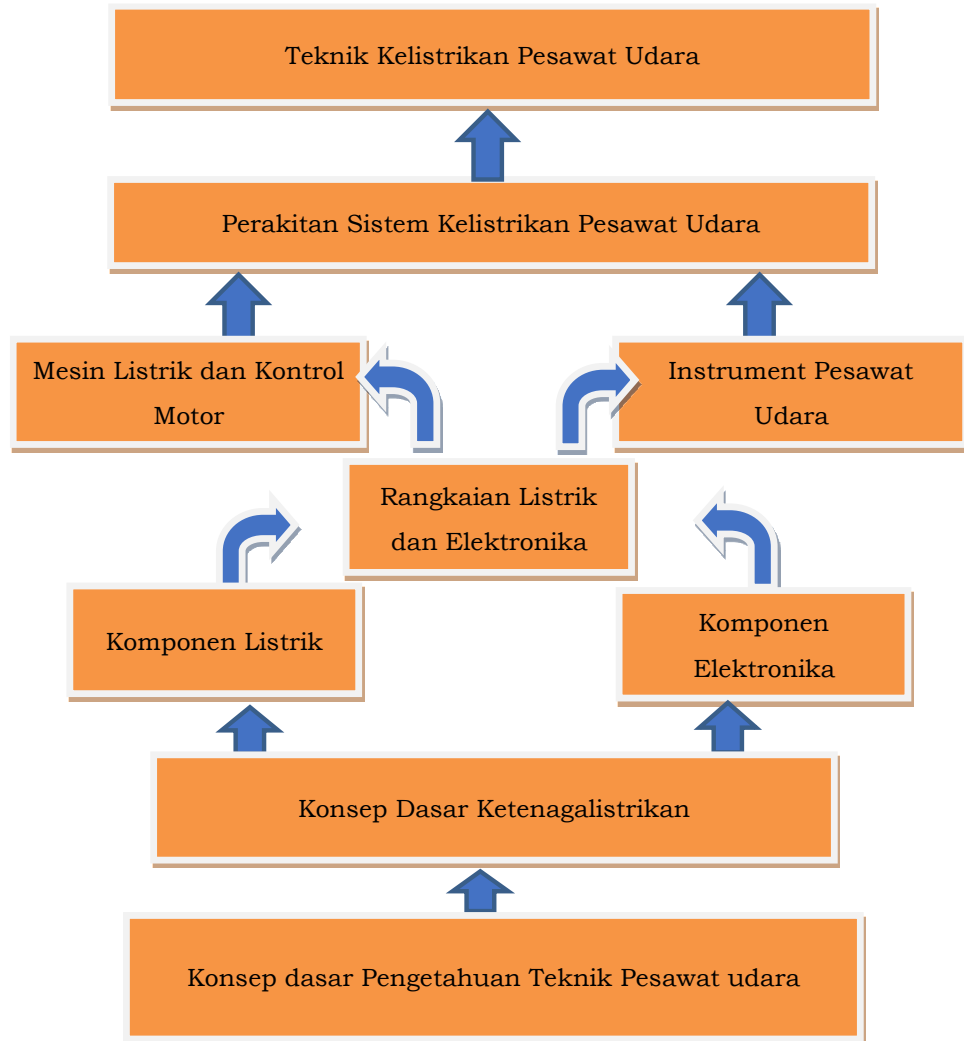 Teknik Kelistrikan Pesawat Udara
Perakitan Sistem Kelistrikan Pesawat Udara
Mesin Listrik dan Kontrol
Motor
Instrument Pesawat
Udara
Rangkaian Listrik
dan Elektronika
Komponen Listrik
Komponen
Elektronika
Konsep Dasar Ketenagalistrikan
Konsep dasar Pengetahuan Teknik Pesawat udara